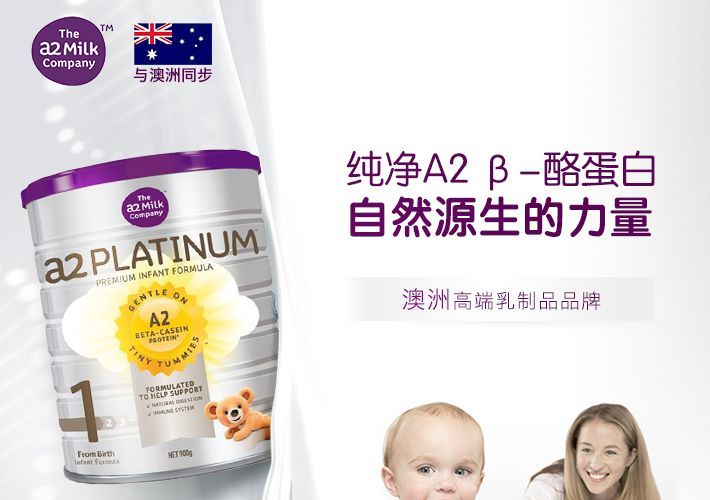 The
a2 Milk
Company
TM
与澳洲同步
纯净A2 β-酪蛋白
自然源生的力量
澳洲高端乳制品品牌
The
a2 Milk
Company
a2 PLATINUM
PREMIUM INFANT FORMULA
GENTLE ON
A2
BETA-CASEIN
PROTEIN*
TINY TUMMIES
FORMULATED
TO HELP SUPPORT
✓ NATURAL DIGESTION
✓ IMMUNE SYSTEM
1 2 3
From Birth
Infant Formula
NET 900g